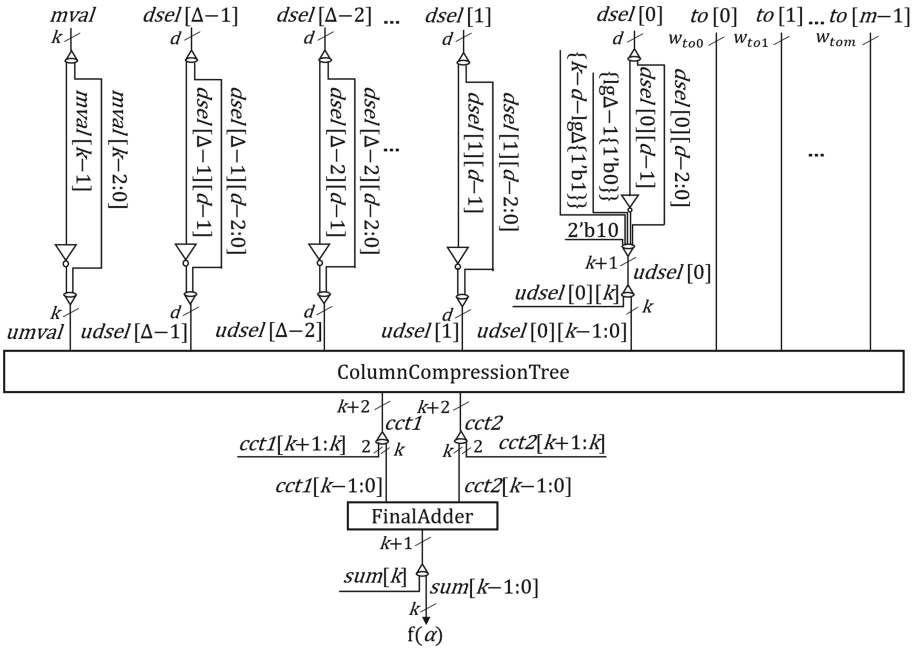 mval dsel [Δ−1] dsel [Δ−2] ... dsel [1] dsel [0] to [0] to [1] ... to [m−1]
k d d d d w_to0 w_to1 w_tom
mval [k−1]
mval [k−2:0]
dsel [Δ−1][d−1]
dsel [Δ−1][d−2:0]
dsel [Δ−2][d−1]
dsel [Δ−2][d−2:0]
...
dsel [1][d−1]
dsel [1][d−2:0]
{k−d−lgΔ{1'b1}}
{lgΔ−1{1'b0}}
dsel [0][d−1]
dsel [0][d−2:0]
...
2'b10
k+1
udsel [0]
udsel [0][k]
k d d d k
umval udsel [Δ−1] udsel [Δ−2] udsel [1] udsel [0][k−1:0]
ColumnCompressionTree
k+2 k+2
cct1 cct2
cct1[k+1:k] 2 k k 2 cct2[k+1:k]
cct1[k−1:0] cct2[k−1:0]
FinalAdder
k+1
sum[k] sum[k−1:0]
k
f(α)